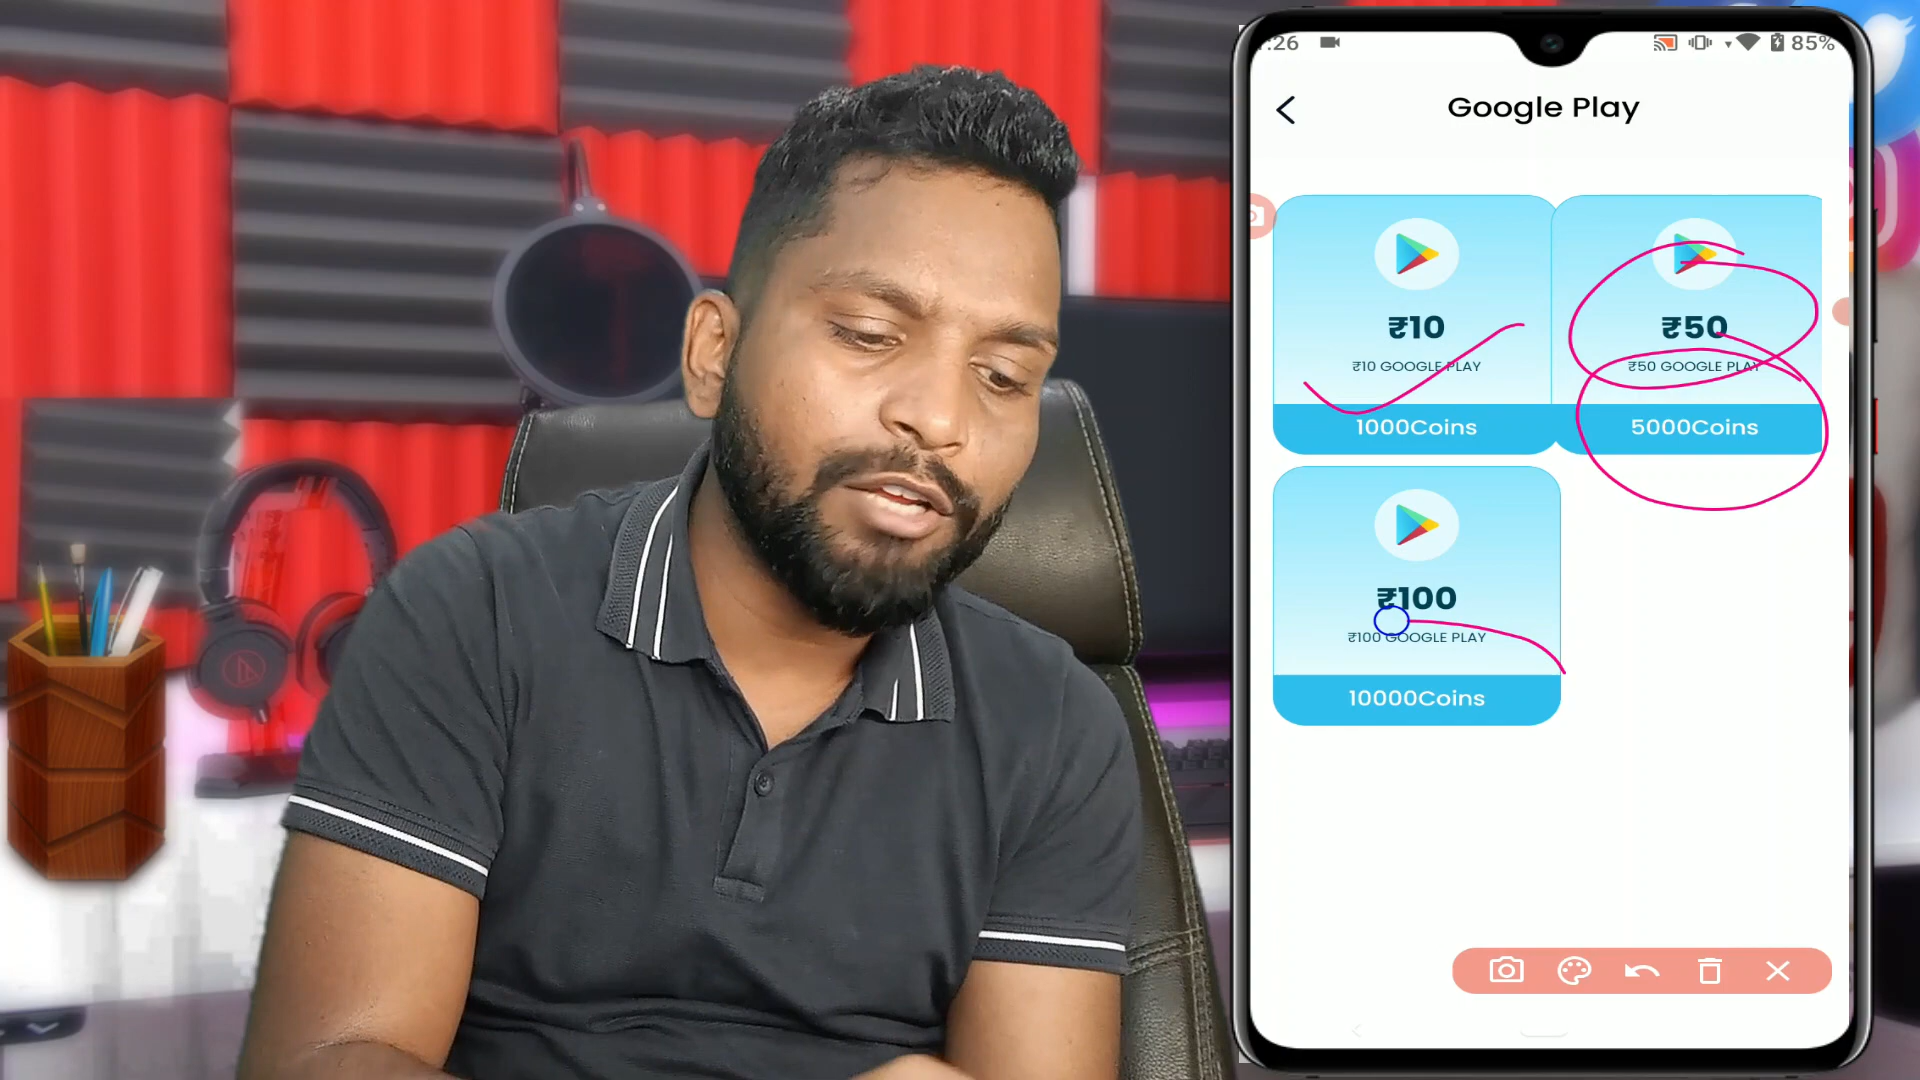 :26
85%
Google Play
₹10
₹10 GOOGLE PLAY
1000Coins
₹50
₹50 GOOGLE PLAY
5000Coins
₹100
₹100 GOOGLE PLAY
10000Coins